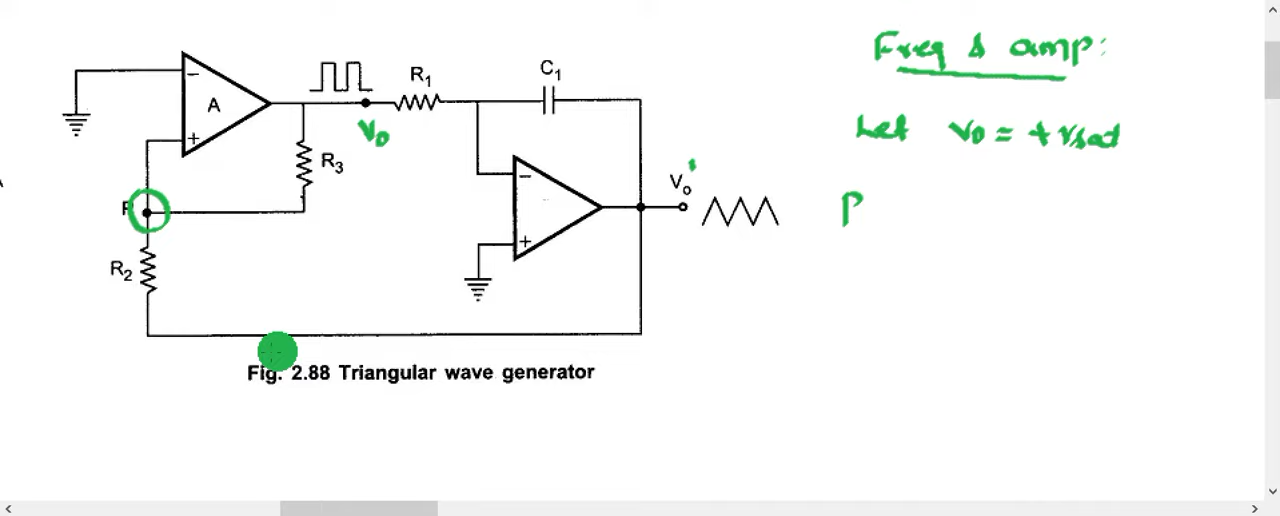 Freq & amp:
A
R₁
C₁
Let Vo = + Vsat
Vo
R₃
Vo'
P
P
R₂
Fig. 2.88 Triangular wave generator